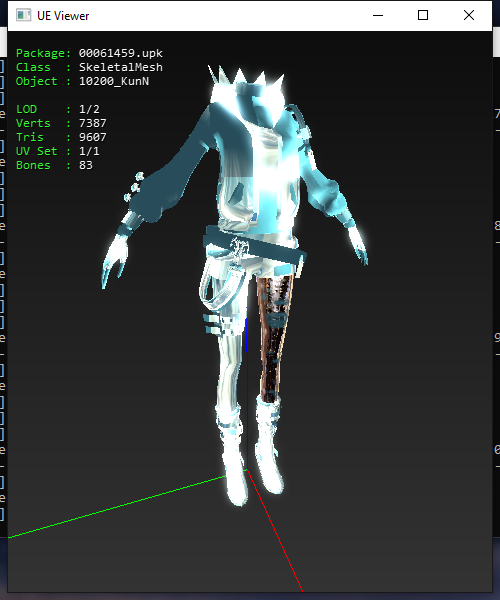 UE Viewer
Package: 00061459.upk
Class  : SkeletalMesh
Object : 10200_KunN
LOD    : 1/2
Verts  : 7387
Tris   : 9607
UV Set : 1/1
Bones  : 83